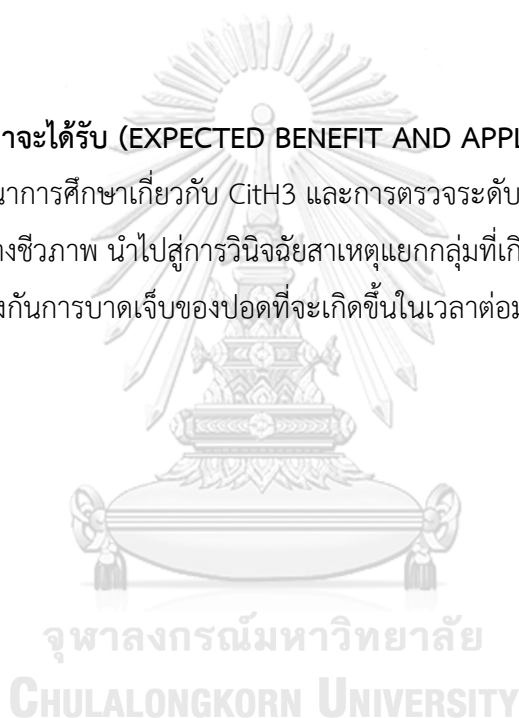 าจะได้รับ (EXPECTED BENEFIT AND APPL
นาการศึกษาเกี่ยวกับ CitH3 และการตรวจระดับ
างชีวภาพ นำไปสู่การวินิจฉัยสาเหตุแยกกลุ่มที่เกิ
องกันการบาดเจ็บของปอดที่จะเกิดขึ้นในเวลาต่อม
จุฬาลงกรณ์มหาวิทยาลัย
CHULALONGKORN UNIVERSITY